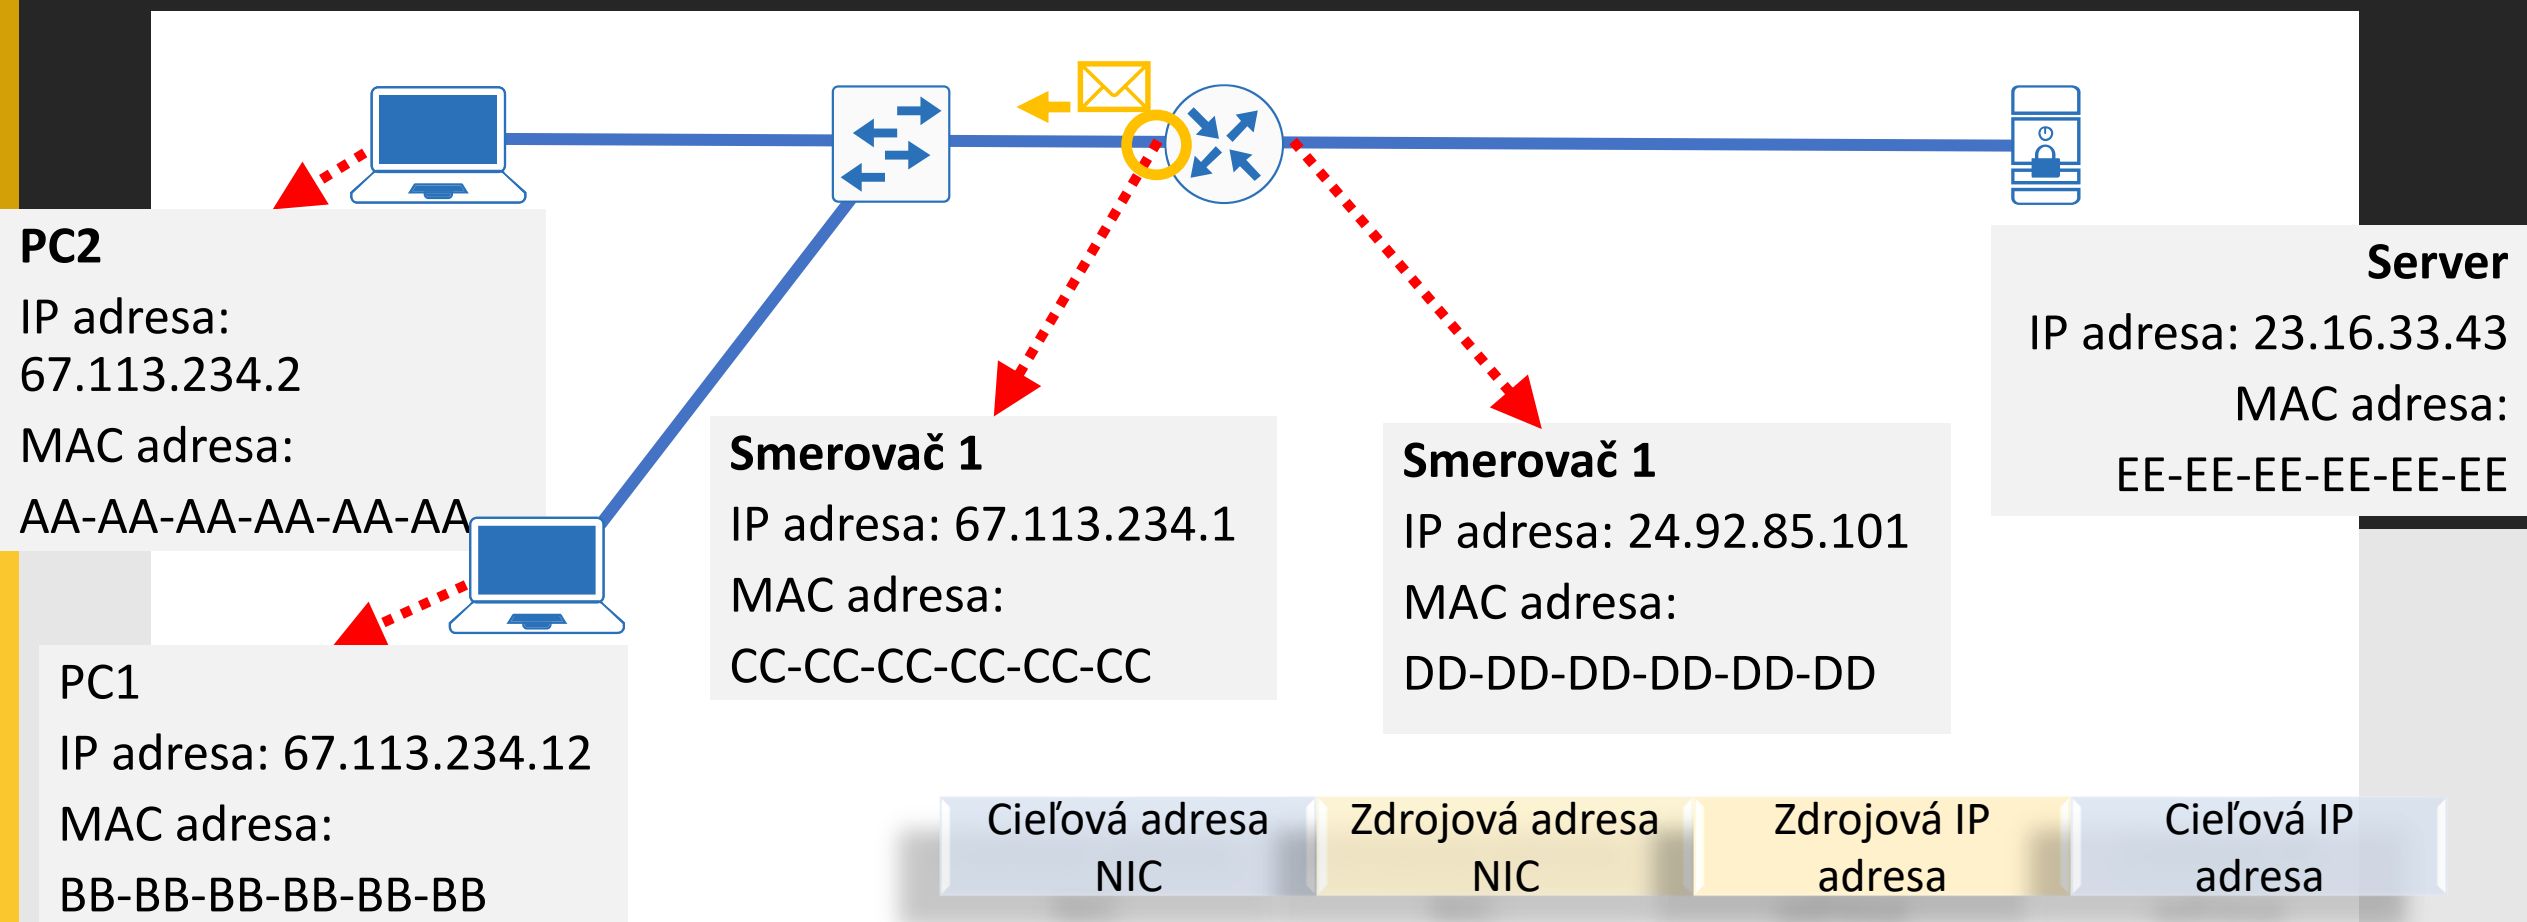 PC2
IP adresa:
67.113.234.2
MAC adresa:
AA-AA-AA-AA-AA-AA
PC1
IP adresa: 67.113.234.12
MAC adresa:
BB-BB-BB-BB-BB-BB
Smerovač 1
IP adresa: 67.113.234.1
MAC adresa:
CC-CC-CC-CC-CC-CC
Smerovač 1
IP adresa: 24.92.85.101
MAC adresa:
DD-DD-DD-DD-DD-DD
Server
IP adresa: 23.16.33.43
MAC adresa:
EE-EE-EE-EE-EE-EE
Cieľová adresa
NIC
Zdrojová adresa
NIC
Zdrojová IP
adresa
Cieľová IP
adresa